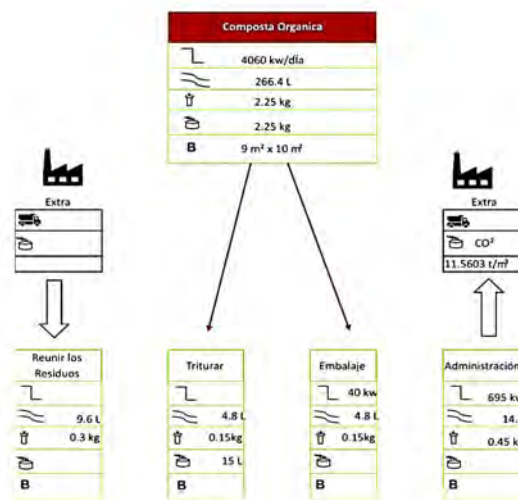 Composta Organica
4060 kw/día
266.4 L
2.25 kg
2.25 kg
B 9 m² x 10 m²
Extra
Extra
CO²
11.5603 t/m²
Reunir los
Residuos
9.6 L
0.3 kg
B
Triturar
4.8 L
0.15kg
15 L
B
Embalaje
40 kw
4.8 L
0.15kg
B
Administración
695 kw
14.
0.45 k
B